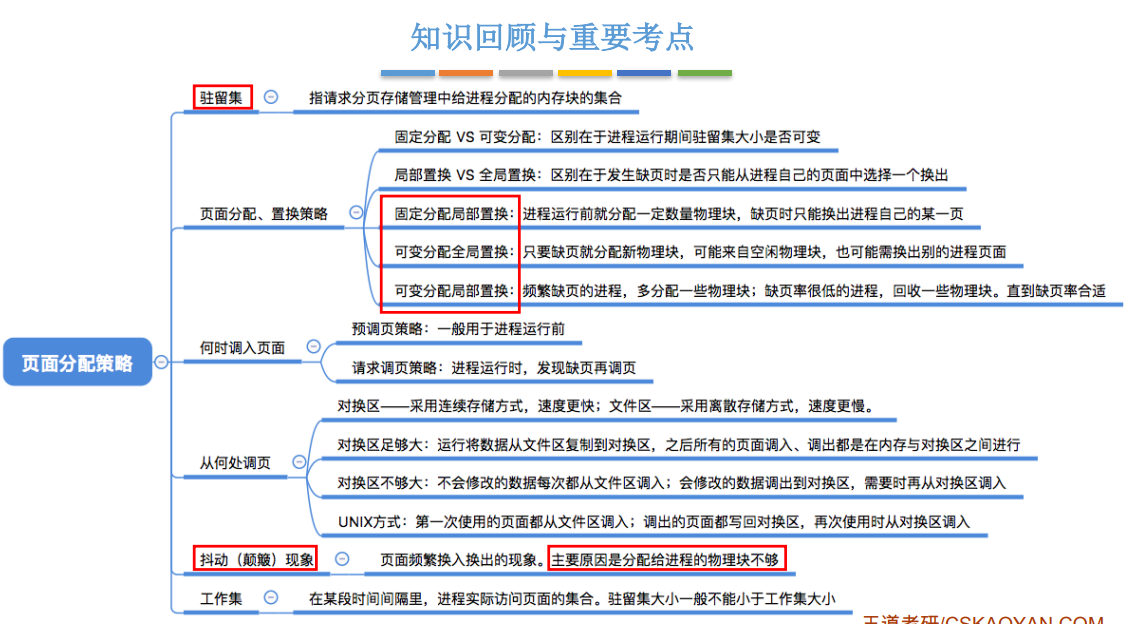 知识回顾与重要考点
驻留集
指请求分页存储管理中给进程分配的内存块的集合
固定分配 VS 可变分配：区别在于进程运行期间驻留集大小是否可变
局部置换 VS 全局置换：区别在于发生缺页时是否只能从进程自己的页面中选择一个换出
页面分配、置换策略
固定分配局部置换：进程运行前就分配一定数量物理块，缺页时只能换出进程自己的某一页
可变分配全局置换：只要缺页就分配新物理块，可能来自空闲物理块，也可能需换出别的进程页面
可变分配局部置换：频繁缺页的进程，多分配一些物理块；缺页率很低的进程，回收一些物理块。直到缺页率合适
预调页策略：一般用于进程运行前
何时调入页面
请求调页策略：进程运行时，发现缺页再调页
页面分配策略
对换区——采用连续存储方式，速度更快；文件区——采用离散存储方式，速度更慢。
对换区足够大：运行将数据从文件区复制到对换区，之后所有的页面调入、调出都是在内存与对换区之间进行
从何处调页
对换区不够大：不会修改的数据每次都从文件区调入；会修改的数据调出到对换区，需要时再从对换区调入
UNIX方式：第一次使用的页面都从文件区调入；调出的页面都写回对换区，再次使用时从对换区调入
抖动（颠簸）现象
页面频繁换入换出的现象。主要原因是分配给进程的物理块不够
工作集
在某段时间间隔里，进程实际访问页面的集合。驻留集大小一般不能小于工作集大小
王道考研/CSKAOYAN.COM